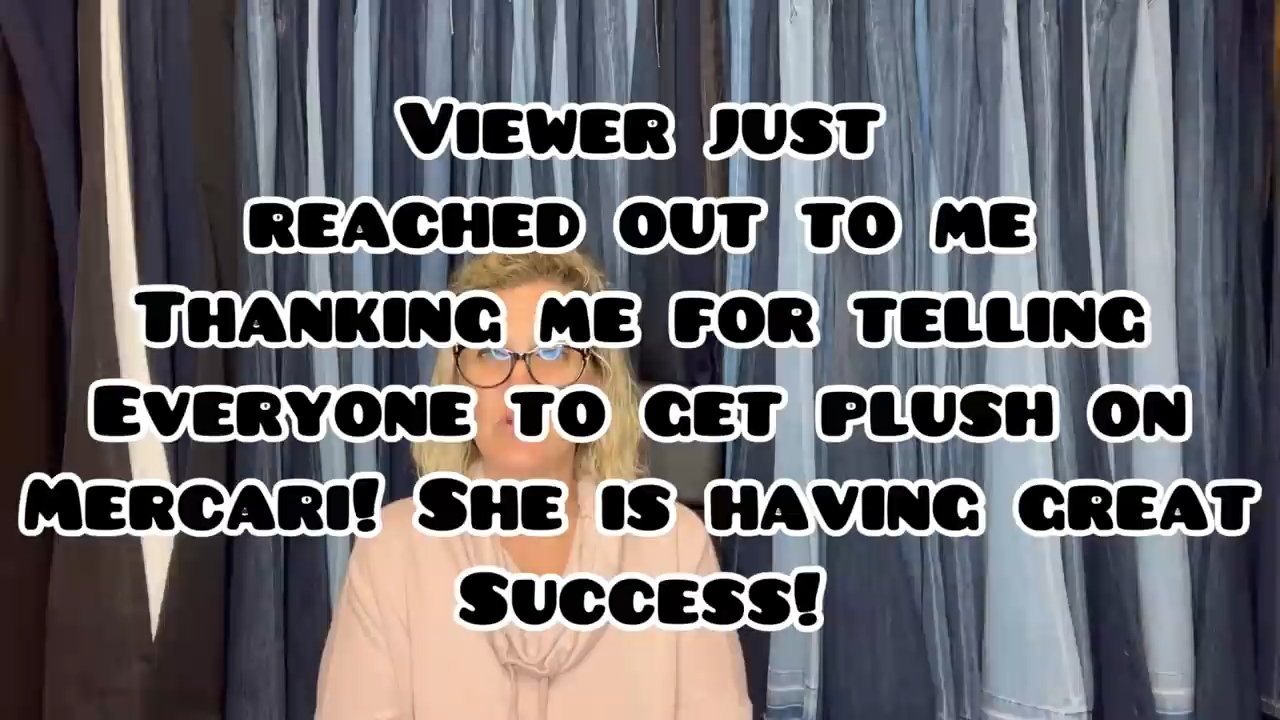 Viewer just
reached out to me
Thanking me for telling
Everyone to get plush on
Mercari! She is having great
Success!